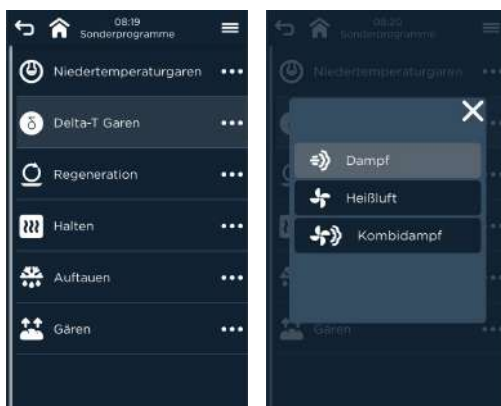 08:19
Sonderprogramme
Niedertemperaturgaren
Delta-T Garen
Regeneration
Halten
Auftauen
Gären
08:20
Sonderprogramme
Niedertemperaturgaren
Dampf
Heißluft
Kombidampf
Gären